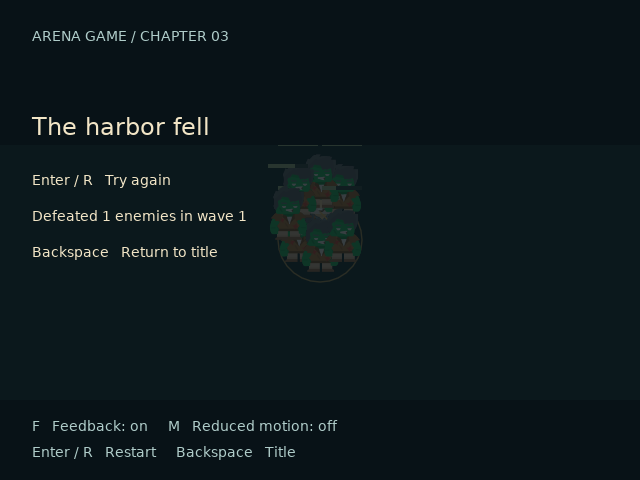 ARENA GAME / CHAPTER 03
The harbor fell
Enter / R Try again
Defeated 1 enemies in wave 1
Backspace Return to title
F Feedback: on M Reduced motion: off
Enter / R Restart Backspace Title